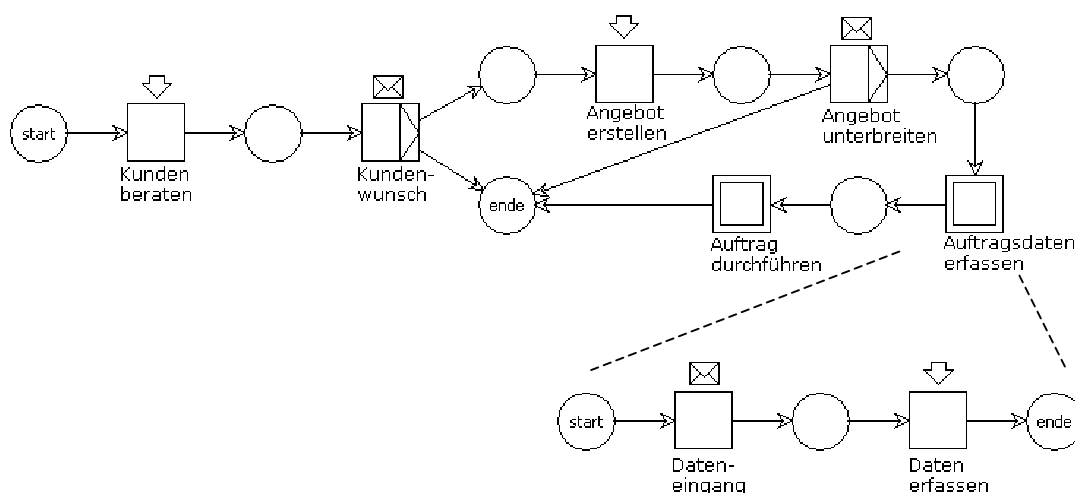 Angebot
erstellen
Angebot
unterbreiten
start
Kunden
beraten
Kunden-
wunsch
ende
Auftrag
durchführen
Auftragsdaten
erfassen
start
ende
Daten-
eingang
Daten
erfassen